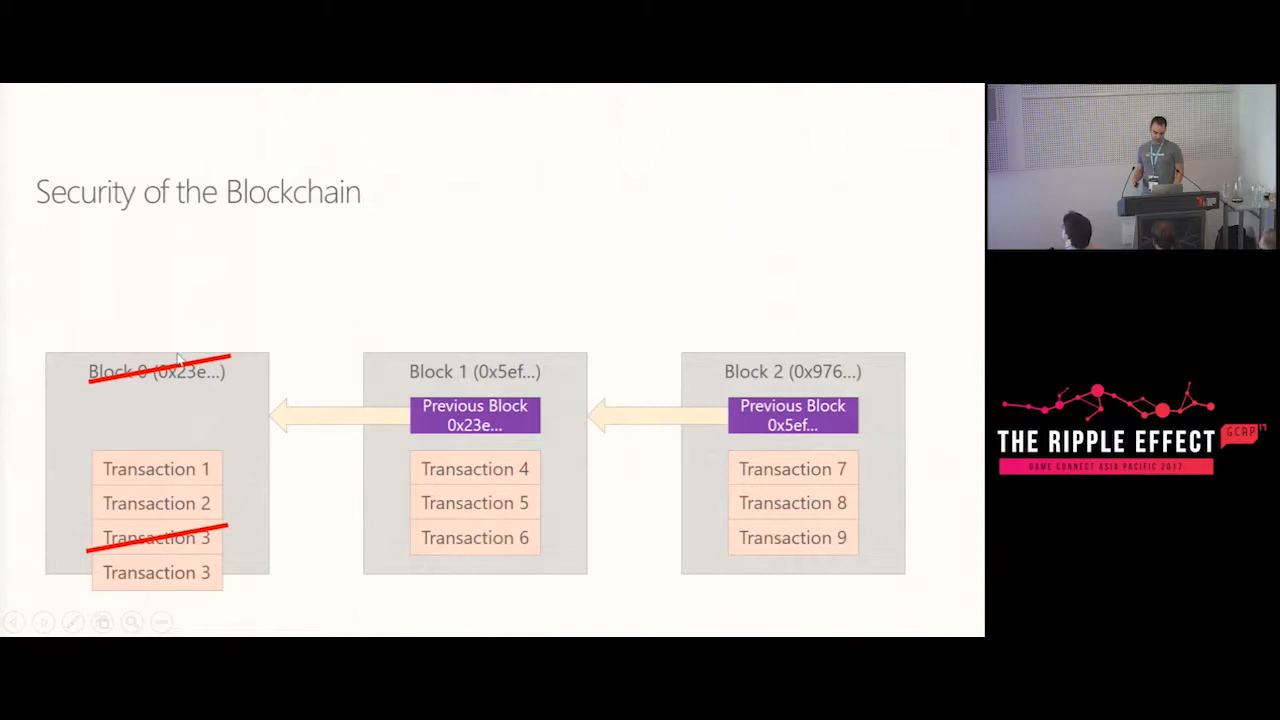 Security of the Blockchain
Block 0 (0x23e...)
Transaction 1
Transaction 2
Transaction 3
Transaction 3
Block 1 (0x5ef...)
Previous Block
0x23e...
Transaction 4
Transaction 5
Transaction 6
Block 2 (0x976...)
Previous Block
0x5ef...
Transaction 7
Transaction 8
Transaction 9
THE RIPPLE EFFECT
GCAP17
GAME CONNECT ASIA PACIFIC 2017